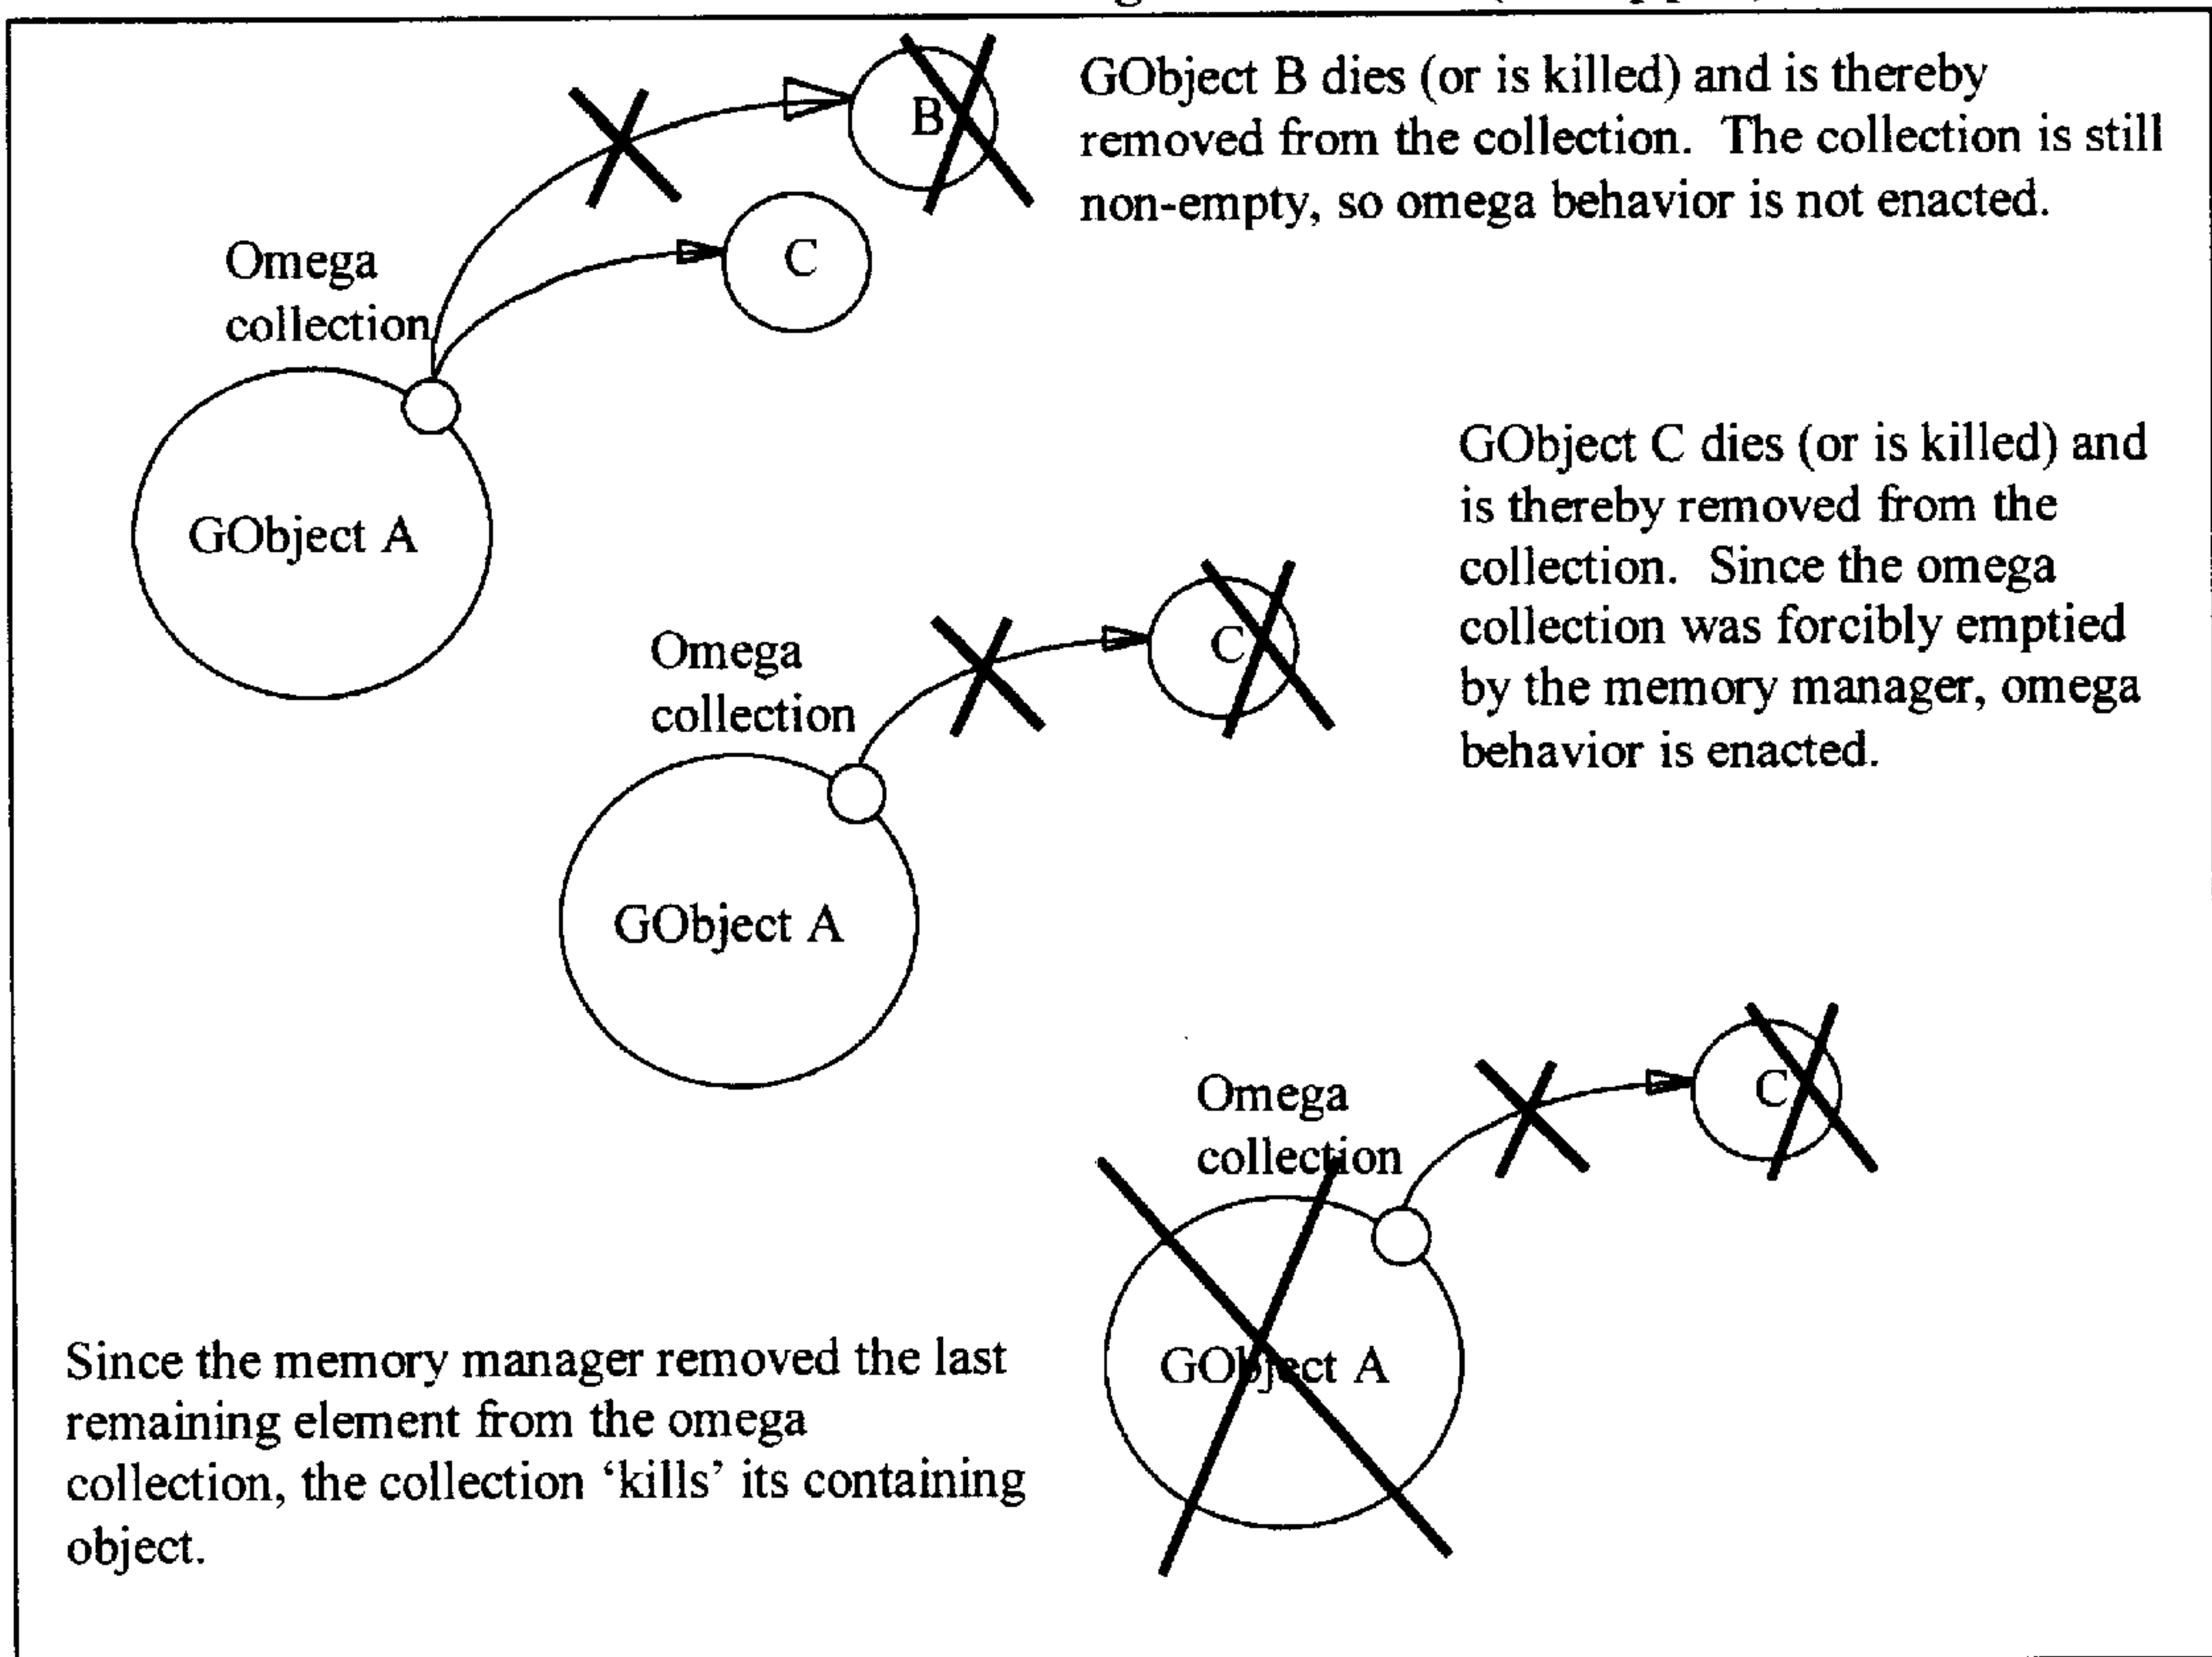 GObject B dies (or is killed) and is thereby
removed from the collection. The collection is still
non-empty, so omega behavior is not enacted.
B
C
Omega
collection
GObject A
GObject C dies (or is killed) and
is thereby removed from the
collection. Since the omega
collection was forcibly emptied
by the memory manager, omega
behavior is enacted.
C
Omega
collection
GObject A
C
Omega
collection
GObject A
Since the memory manager removed the last
remaining element from the omega
collection, the collection ‘kills’ its containing
object.